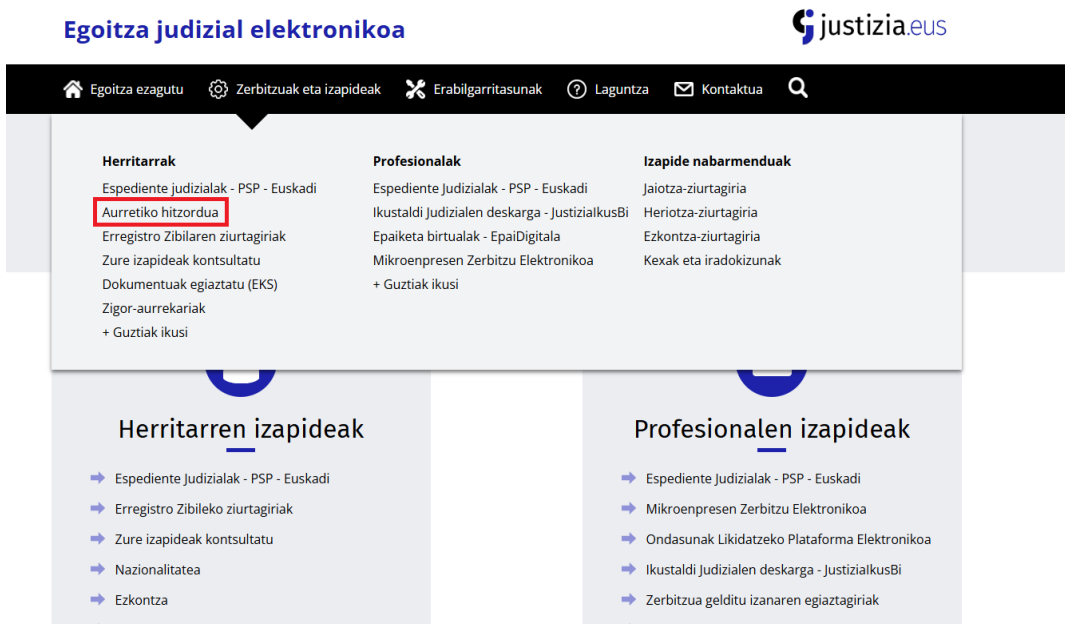 Egoitza judizial elektronikoa
justizia.eus
Egoitza ezagutu
Zerbitzuak eta izapideak
Erabilgarritasunak
Laguntza
Kontaktua
Herritarrak
Espediente judizialak - PSP - Euskadi
Aurretiko hitzordua
Erregistro Zibilaren ziurtagiriak
Zure izapideak kontsultatu
Dokumentuak egiaztatu (EKS)
Zigor-aurrekariak
+ Guztiak ikusi
Profesionalak
Espediente Judizialak - PSP - Euskadi
Ikustaldi Judizialen deskarga - JustiziaIkusBi
Epaiketa birtualak - EpaiDigitala
Mikroenpresen Zerbitzu Elektronikoa
+ Guztiak ikusi
Izapide nabarmenduak
Jaiotza-ziurtagiria
Heriotza-ziurtagiria
Ezkontza-ziurtagiria
Kexak eta iradokizunak
Herritarren izapideak
Espediente Judizialak - PSP - Euskadi
Erregistro Zibileko ziurtagiriak
Zure izapideak kontsultatu
Nazionalitatea
Ezkontza
Profesionalen izapideak
Espediente Judizialak - PSP - Euskadi
Mikroenpresen Zerbitzu Elektronikoa
Ondasunak Likidatzeko Plataforma Elektronikoa
Ikustaldi Judizialen deskarga - JustiziaIkusBi
Zerbitzua gelditu izanaren egiaztagiriak